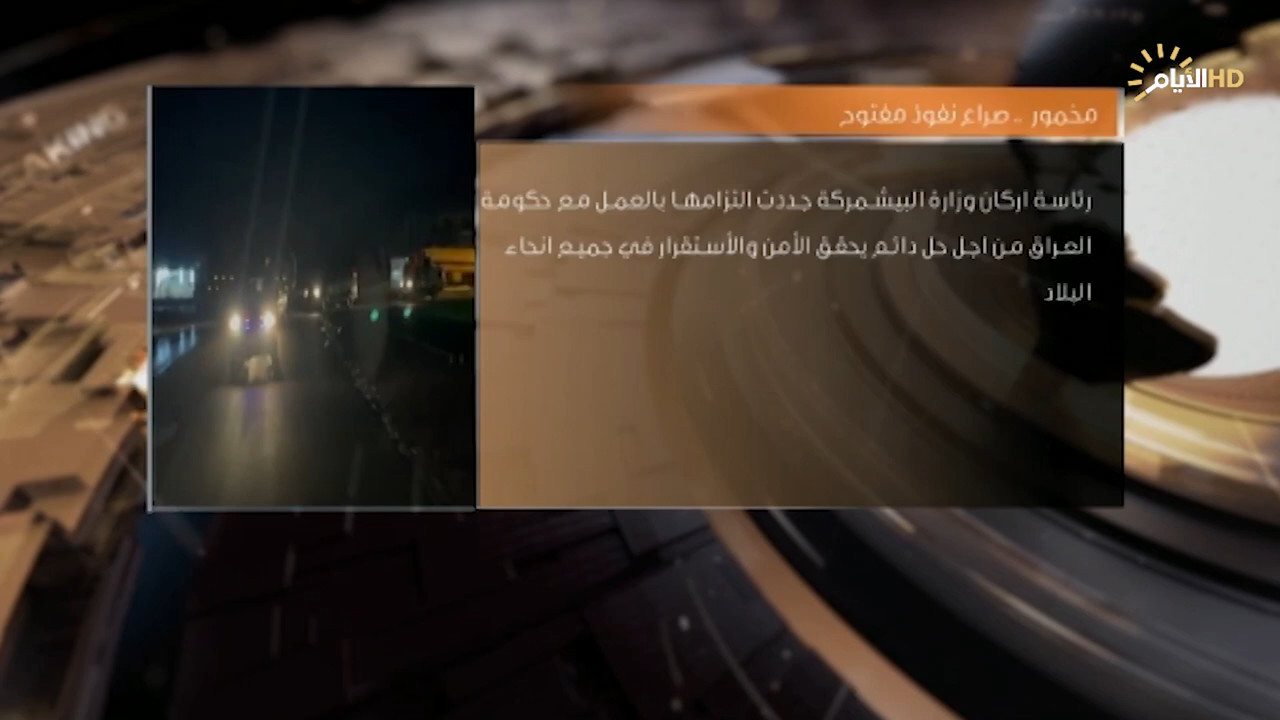 الأيام HD
مخمور .. صراع نفوذ مفتوح
رئاسة اركان وزارة البيشمركة جددت التزامها بالعمل مع حكومة
العراق من اجل حل دائم يحقق الأمن والأستقرار في جميع انحاء
البلاد